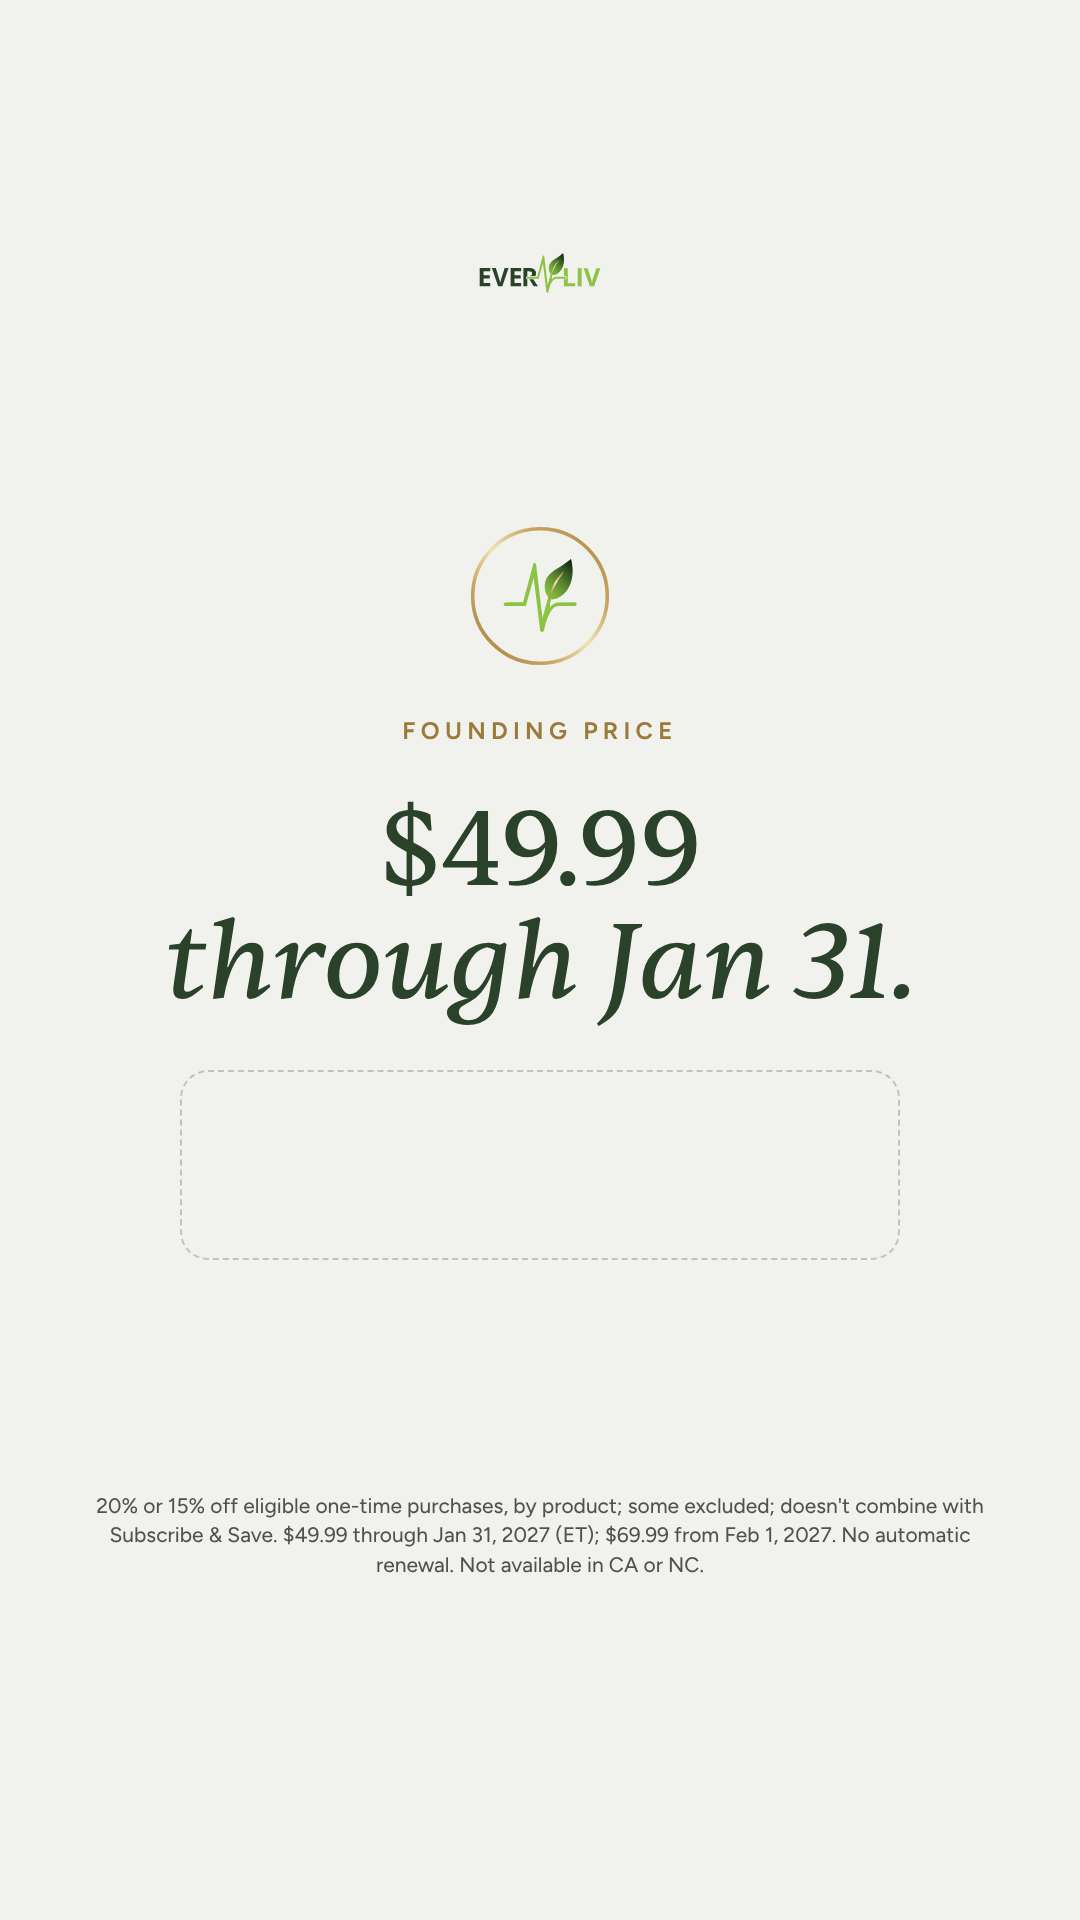 EVER LIV
FOUNDING PRICE
$49.99
through Jan 31.
20% or 15% off eligible one-time purchases, by product; some excluded; doesn't combine with
Subscribe & Save. $49.99 through Jan 31, 2027 (ET); $69.99 from Feb 1, 2027. No automatic
renewal. Not available in CA or NC.